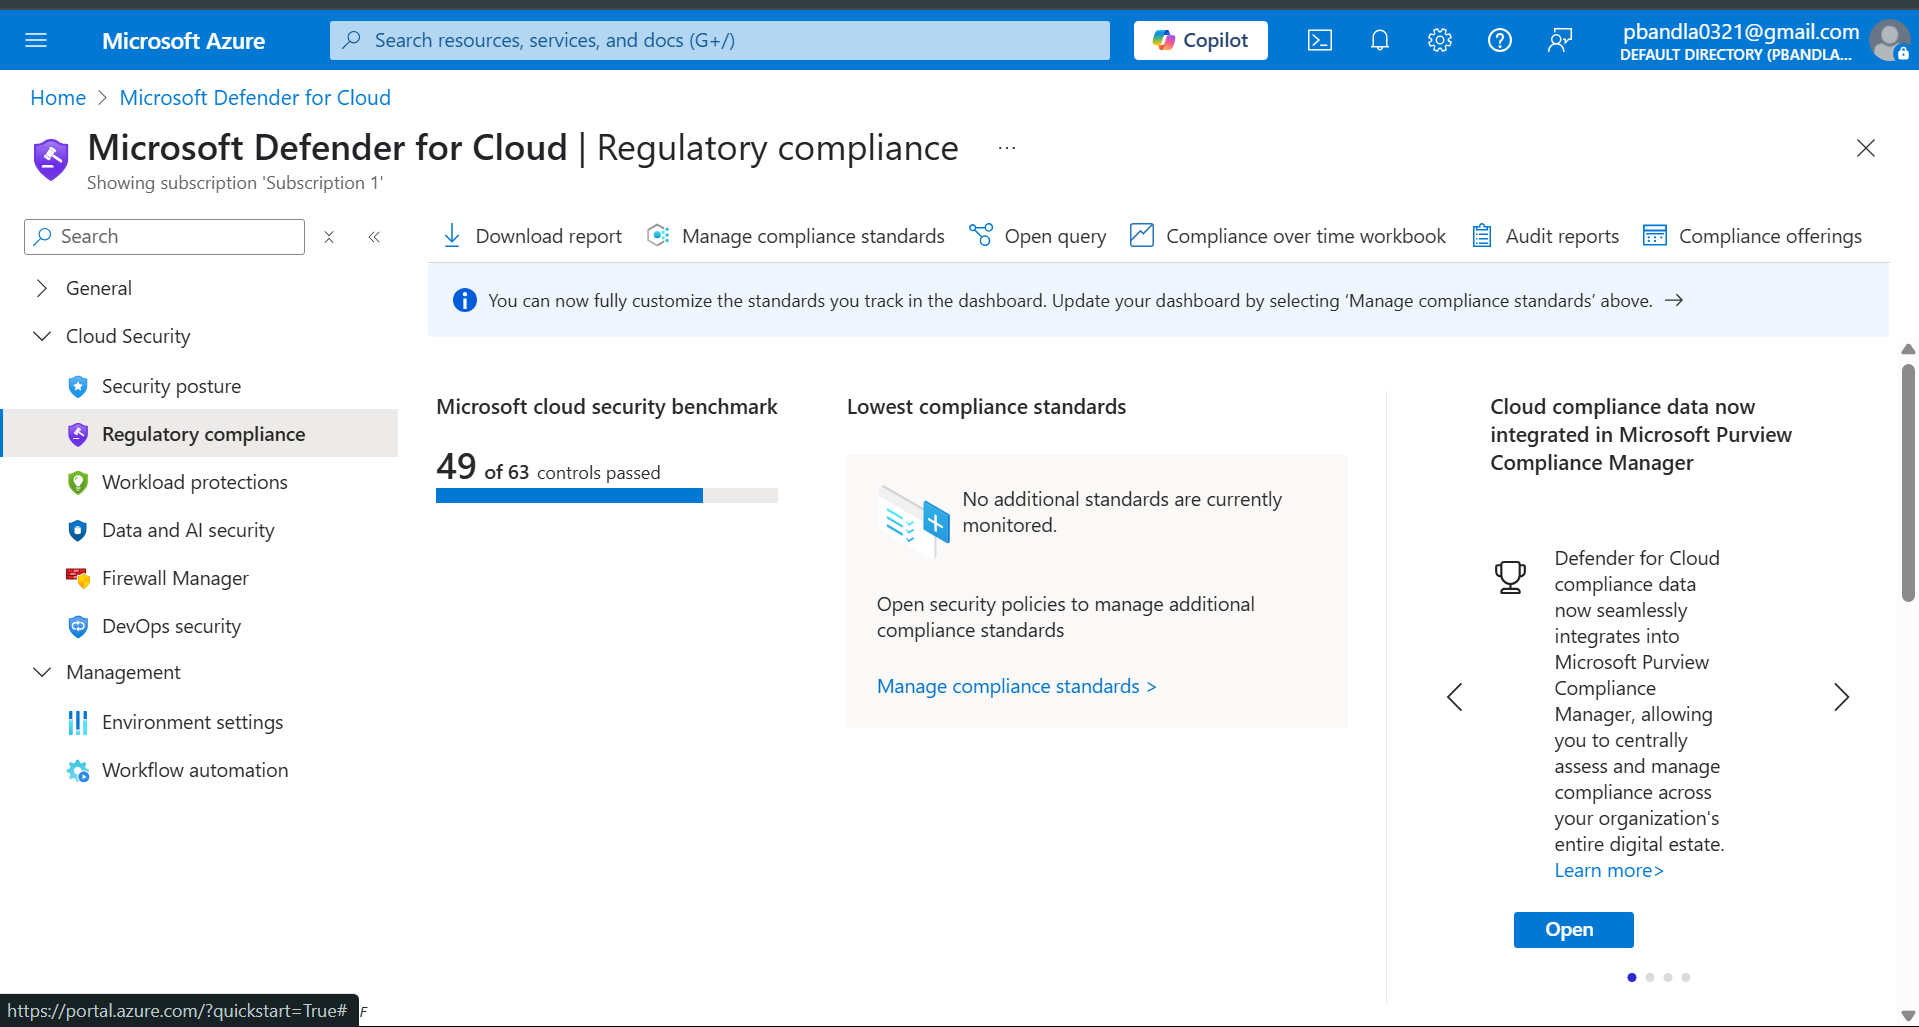 Microsoft Azure
Search resources, services, and docs (G+/)
Copilot
pbandla0321@gmail.com
DEFAULT DIRECTORY (PBANDLA...
Home > Microsoft Defender for Cloud
Microsoft Defender for Cloud | Regulatory compliance ...
Showing subscription 'Subscription 1'
Search
General
Cloud Security
Security posture
Regulatory compliance
Workload protections
Data and AI security
Firewall Manager
DevOps security
Management
Environment settings
Workflow automation
Download report
Manage compliance standards
Open query
Compliance over time workbook
Audit reports
Compliance offerings
You can now fully customize the standards you track in the dashboard. Update your dashboard by selecting ‘Manage compliance standards’ above. →
Microsoft cloud security benchmark
49 of 63 controls passed
Lowest compliance standards
No additional standards are currently
monitored.
Open security policies to manage additional
compliance standards
Manage compliance standards >
Cloud compliance data now
integrated in Microsoft Purview
Compliance Manager
Defender for Cloud
compliance data
now seamlessly
integrates into
Microsoft Purview
Compliance
Manager, allowing
you to centrally
assess and manage
compliance across
your organization's
entire digital estate.
Learn more>
Open
https://portal.azure.com/?quickstart=True#
F